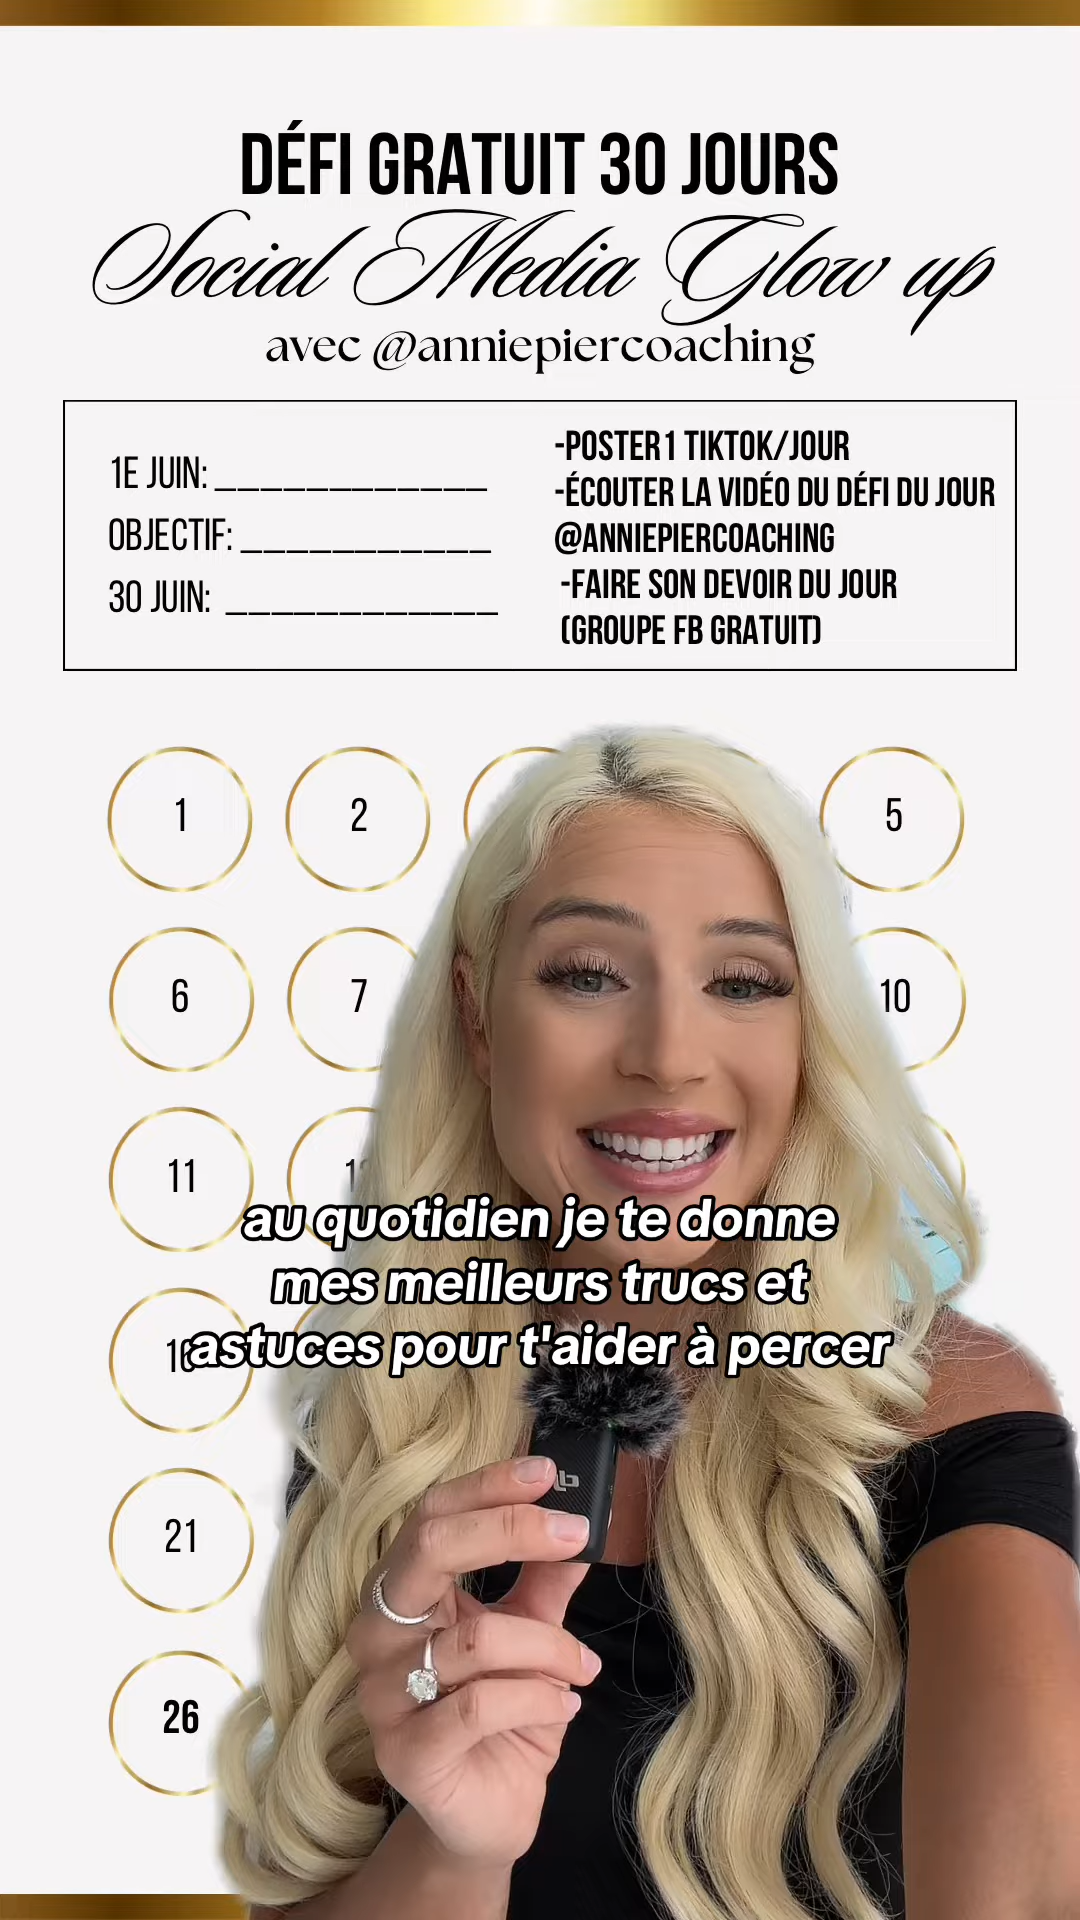 DÉFI GRATUIT 30 JOURS
Social Media Glow up
avec @anniepiercoaching
1E JUIN: ____________
OBJECTIF: ___________
30 JUIN: ____________
-POSTER 1 TIKTOK/JOUR
-ÉCOUTER LA VIDÉO DU DÉFI DU JOUR
@ANNIEPIERCOACHING
-FAIRE SON DEVOIR DU JOUR
(GROUPE FB GRATUIT)
1 2 5
6 7 10
11
au quotidien je te donne
mes meilleurs trucs et
astuces pour t'aider à percer
21
26